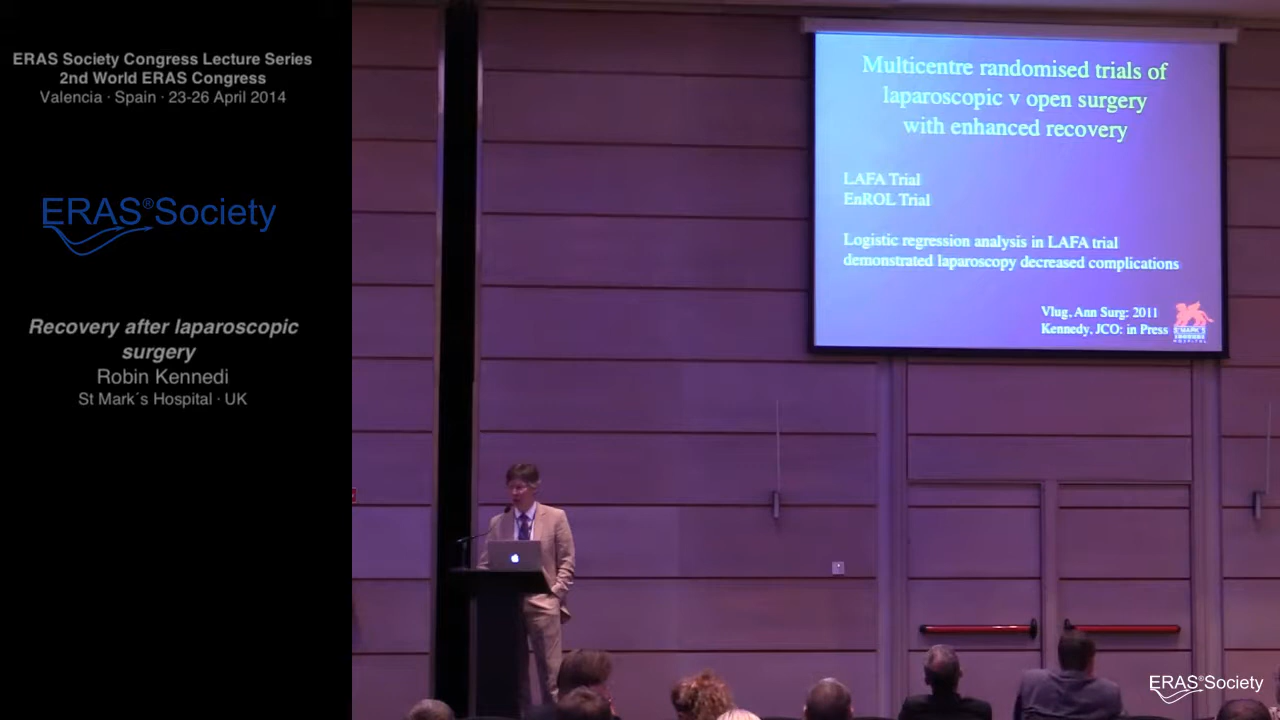 ERAS Society Congress Lecture Series
2nd World ERAS Congress
Valencia · Spain · 23-26 April 2014
ERAS®Society
Recovery after laparoscopic
surgery
Robin Kennedi
St Mark´s Hospital · UK
Multicentre randomised trials of
laparoscopic v open surgery
with enhanced recovery
LAFA Trial
EnROL Trial
Logistic regression analysis in LAFA trial
demonstrated laparoscopy decreased complications
Vlug, Ann Surg: 2011
Kennedy, JCO: in Press
ST MARK'S
HOSPITAL
ERAS®Society